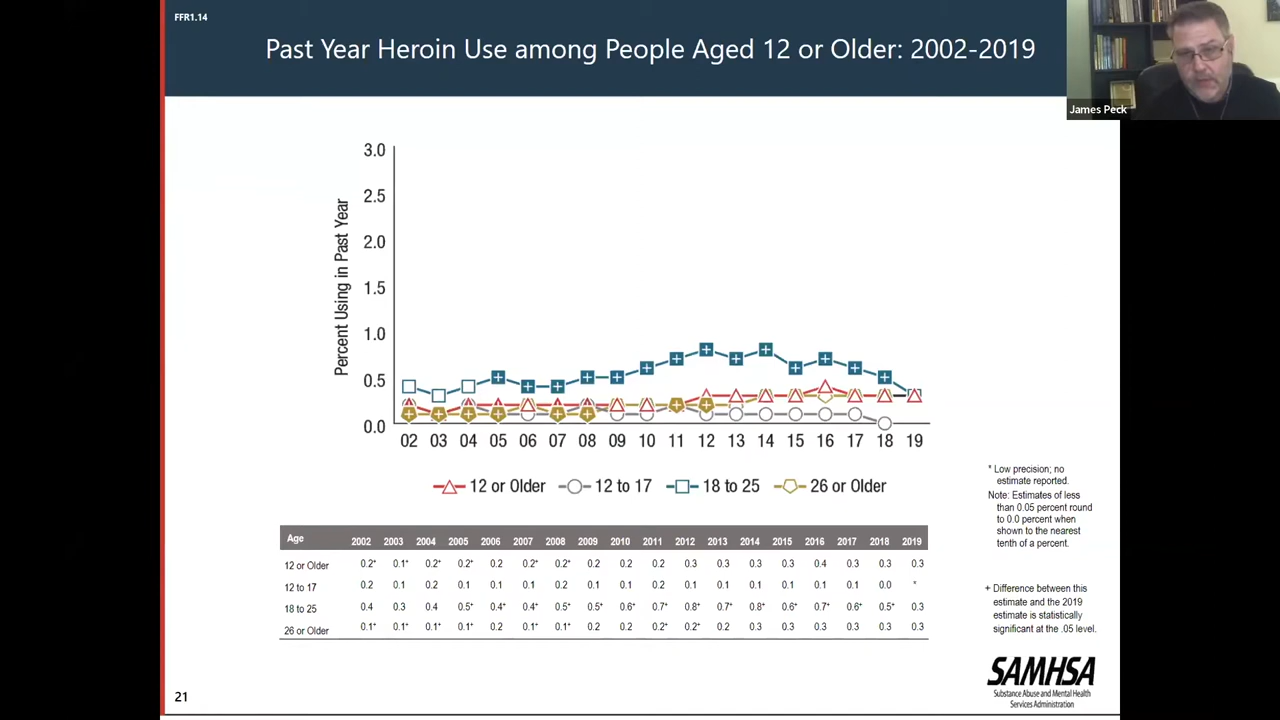 FFR1.14
Past Year Heroin Use among People Aged 12 or Older: 2002-2019
James Peck
Percent Using in Past Year
3.0
2.5
2.0
1.5
1.0
0.5
0.0
02 03 04 05 06 07 08 09 10 11 12 13 14 15 16 17 18 19
12 or Older 12 to 17 18 to 25 26 or Older
* Low precision; no
estimate reported.
Note: Estimates of less
than 0.05 percent round
to 0.0 percent when
shown to the nearest
tenth of a percent.
Age 2002 2003 2004 2005 2006 2007 2008 2009 2010 2011 2012 2013 2014 2015 2016 2017 2018 2019
12 or Older 0.2+ 0.1+ 0.2+ 0.2+ 0.2 0.2+ 0.2+ 0.2 0.2 0.2 0.3 0.3 0.3 0.3 0.4 0.3 0.3 0.3
12 to 17 0.2 0.1 0.2 0.1 0.1 0.1 0.2 0.1 0.1 0.2 0.1 0.1 0.1 0.1 0.1 0.1 0.0 *
18 to 25 0.4 0.3 0.4 0.5+ 0.4+ 0.4+ 0.5+ 0.5+ 0.6+ 0.7+ 0.8+ 0.7+ 0.8+ 0.6+ 0.7+ 0.6+ 0.5+ 0.3
26 or Older 0.1+ 0.1+ 0.1+ 0.1+ 0.2 0.1+ 0.1+ 0.2 0.2 0.2+ 0.2+ 0.2 0.3 0.3 0.3 0.3 0.3 0.3
+ Difference between this
estimate and the 2019
estimate is statistically
significant at the .05 level.
21
SAMHSA
Substance Abuse and Mental Health
Services Administration